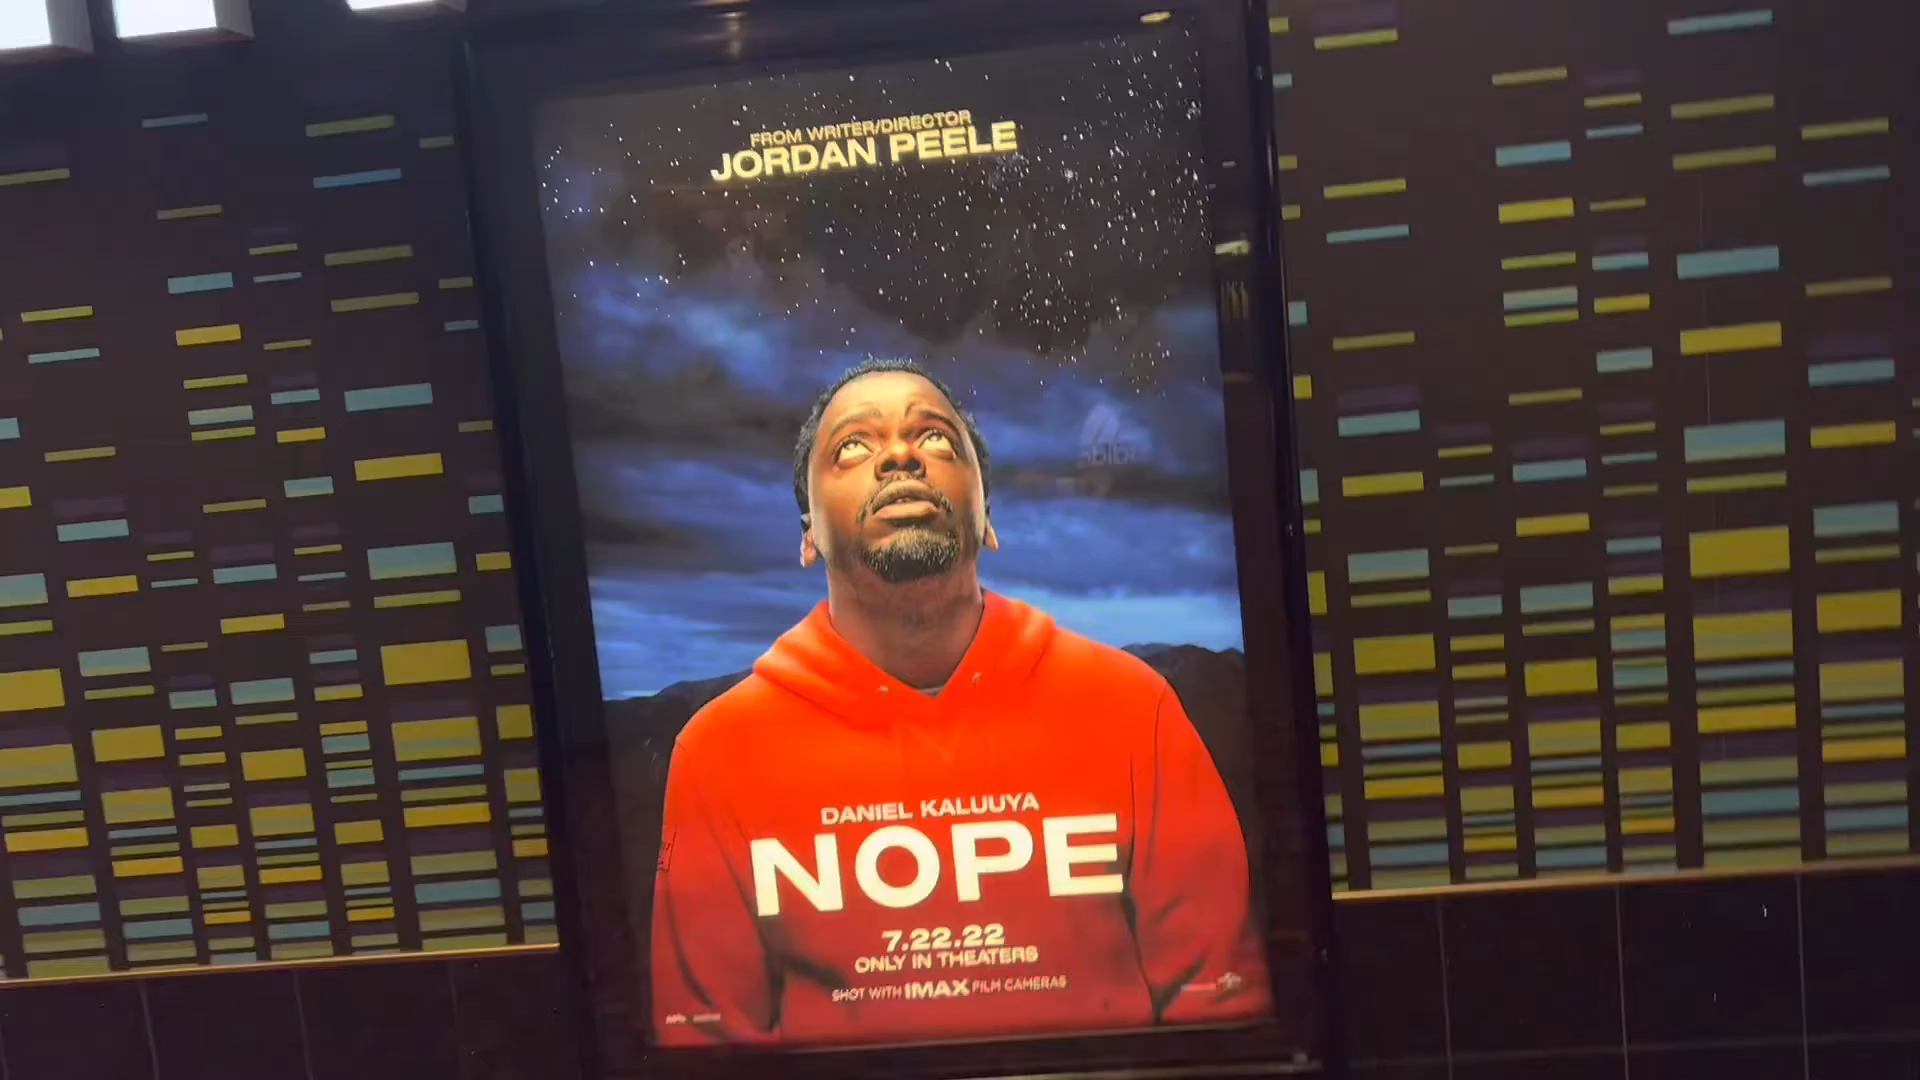 FROM WRITER/DIRECTOR
JORDAN PEELE
DANIEL KALUUYA
NOPE
7.22.22
ONLY IN THEATERS
SHOT WITH IMAX FILM CAMERAS